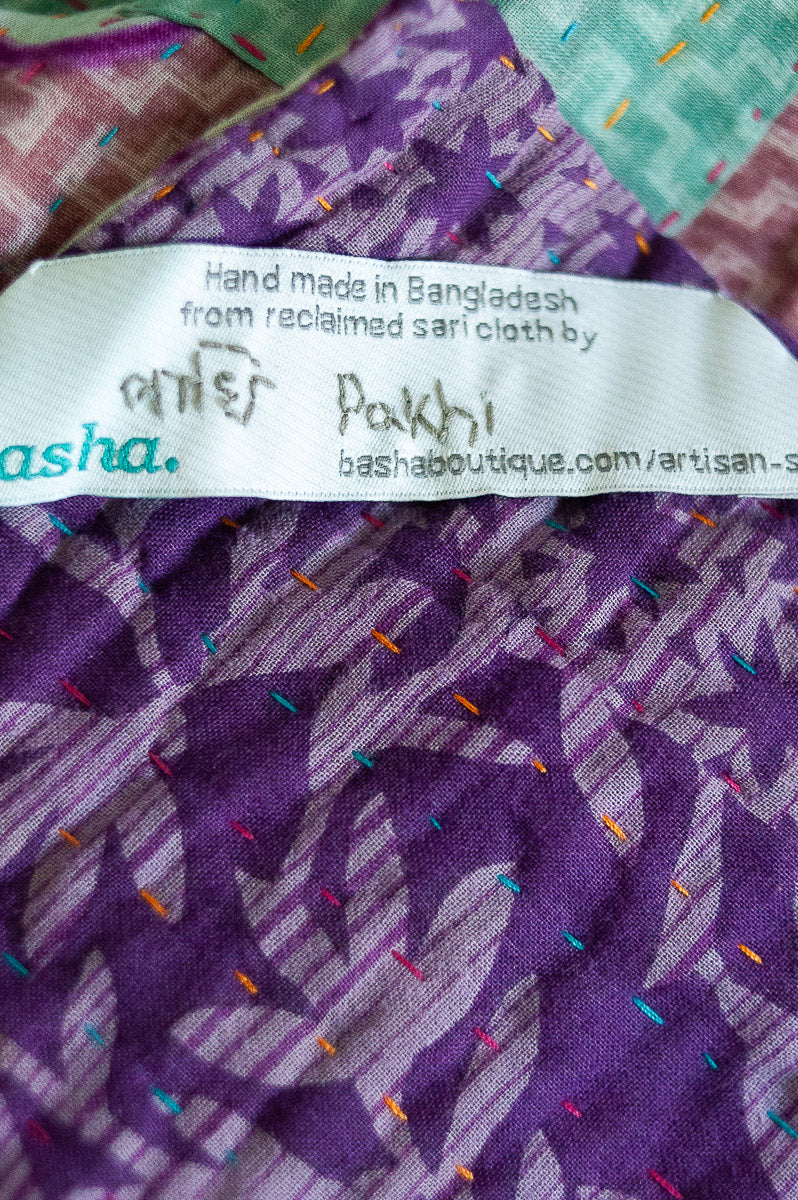 Hand made in Bangladesh
from reclaimed sari cloth by
পাখি Pakhi
asha.
bashaboutique.com/artisan-s